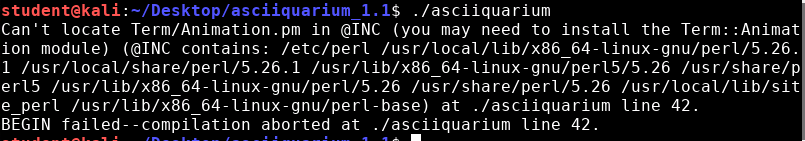 student@kali:~/Desktop/asciiquarium_1.1$ ./asciiquarium
Can't locate Term/Animation.pm in @INC (you may need to install the Term::Animat
ion module) (@INC contains: /etc/perl /usr/local/lib/x86_64-linux-gnu/perl/5.26.
1 /usr/local/share/perl/5.26.1 /usr/lib/x86_64-linux-gnu/perl5/5.26 /usr/share/p
erl5 /usr/lib/x86_64-linux-gnu/perl/5.26 /usr/share/perl/5.26 /usr/local/lib/sit
e_perl /usr/lib/x86_64-linux-gnu/perl-base) at ./asciiquarium line 42.
BEGIN failed--compilation aborted at ./asciiquarium line 42.
student@kali:~/Desktop/asciiquarium_1.1$